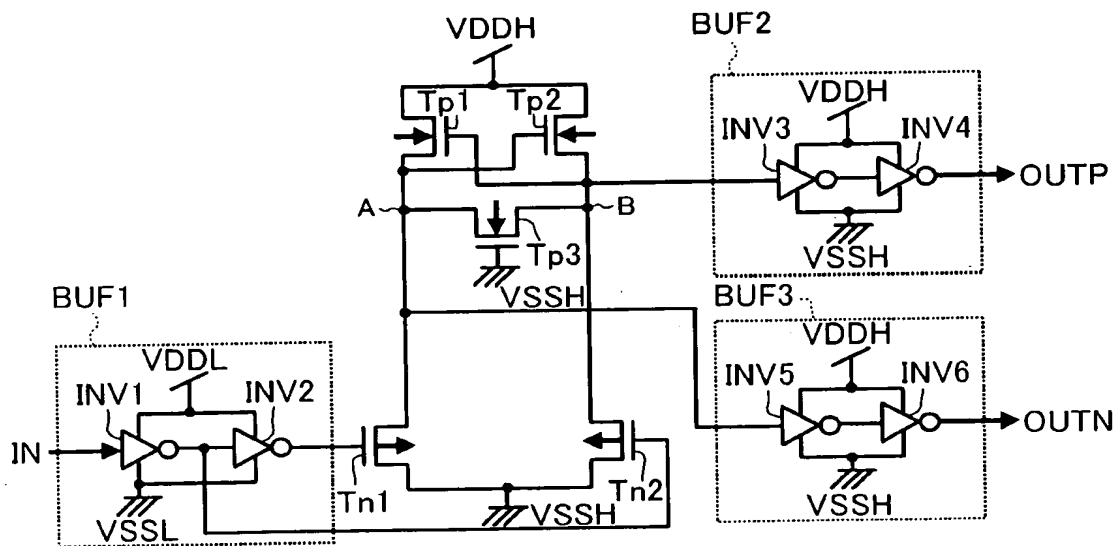 VDDH
BUF2
Tp1
Tp2
VDDH
INV3
INV4
OUTP
A
B
VSSH
Tp3
VSSH
BUF1
BUF3
VDDH
VDDL
INV1
INV2
INV5
INV6
IN
OUTN
Tn1
Tn2
VSSL
VSSH
VSSH